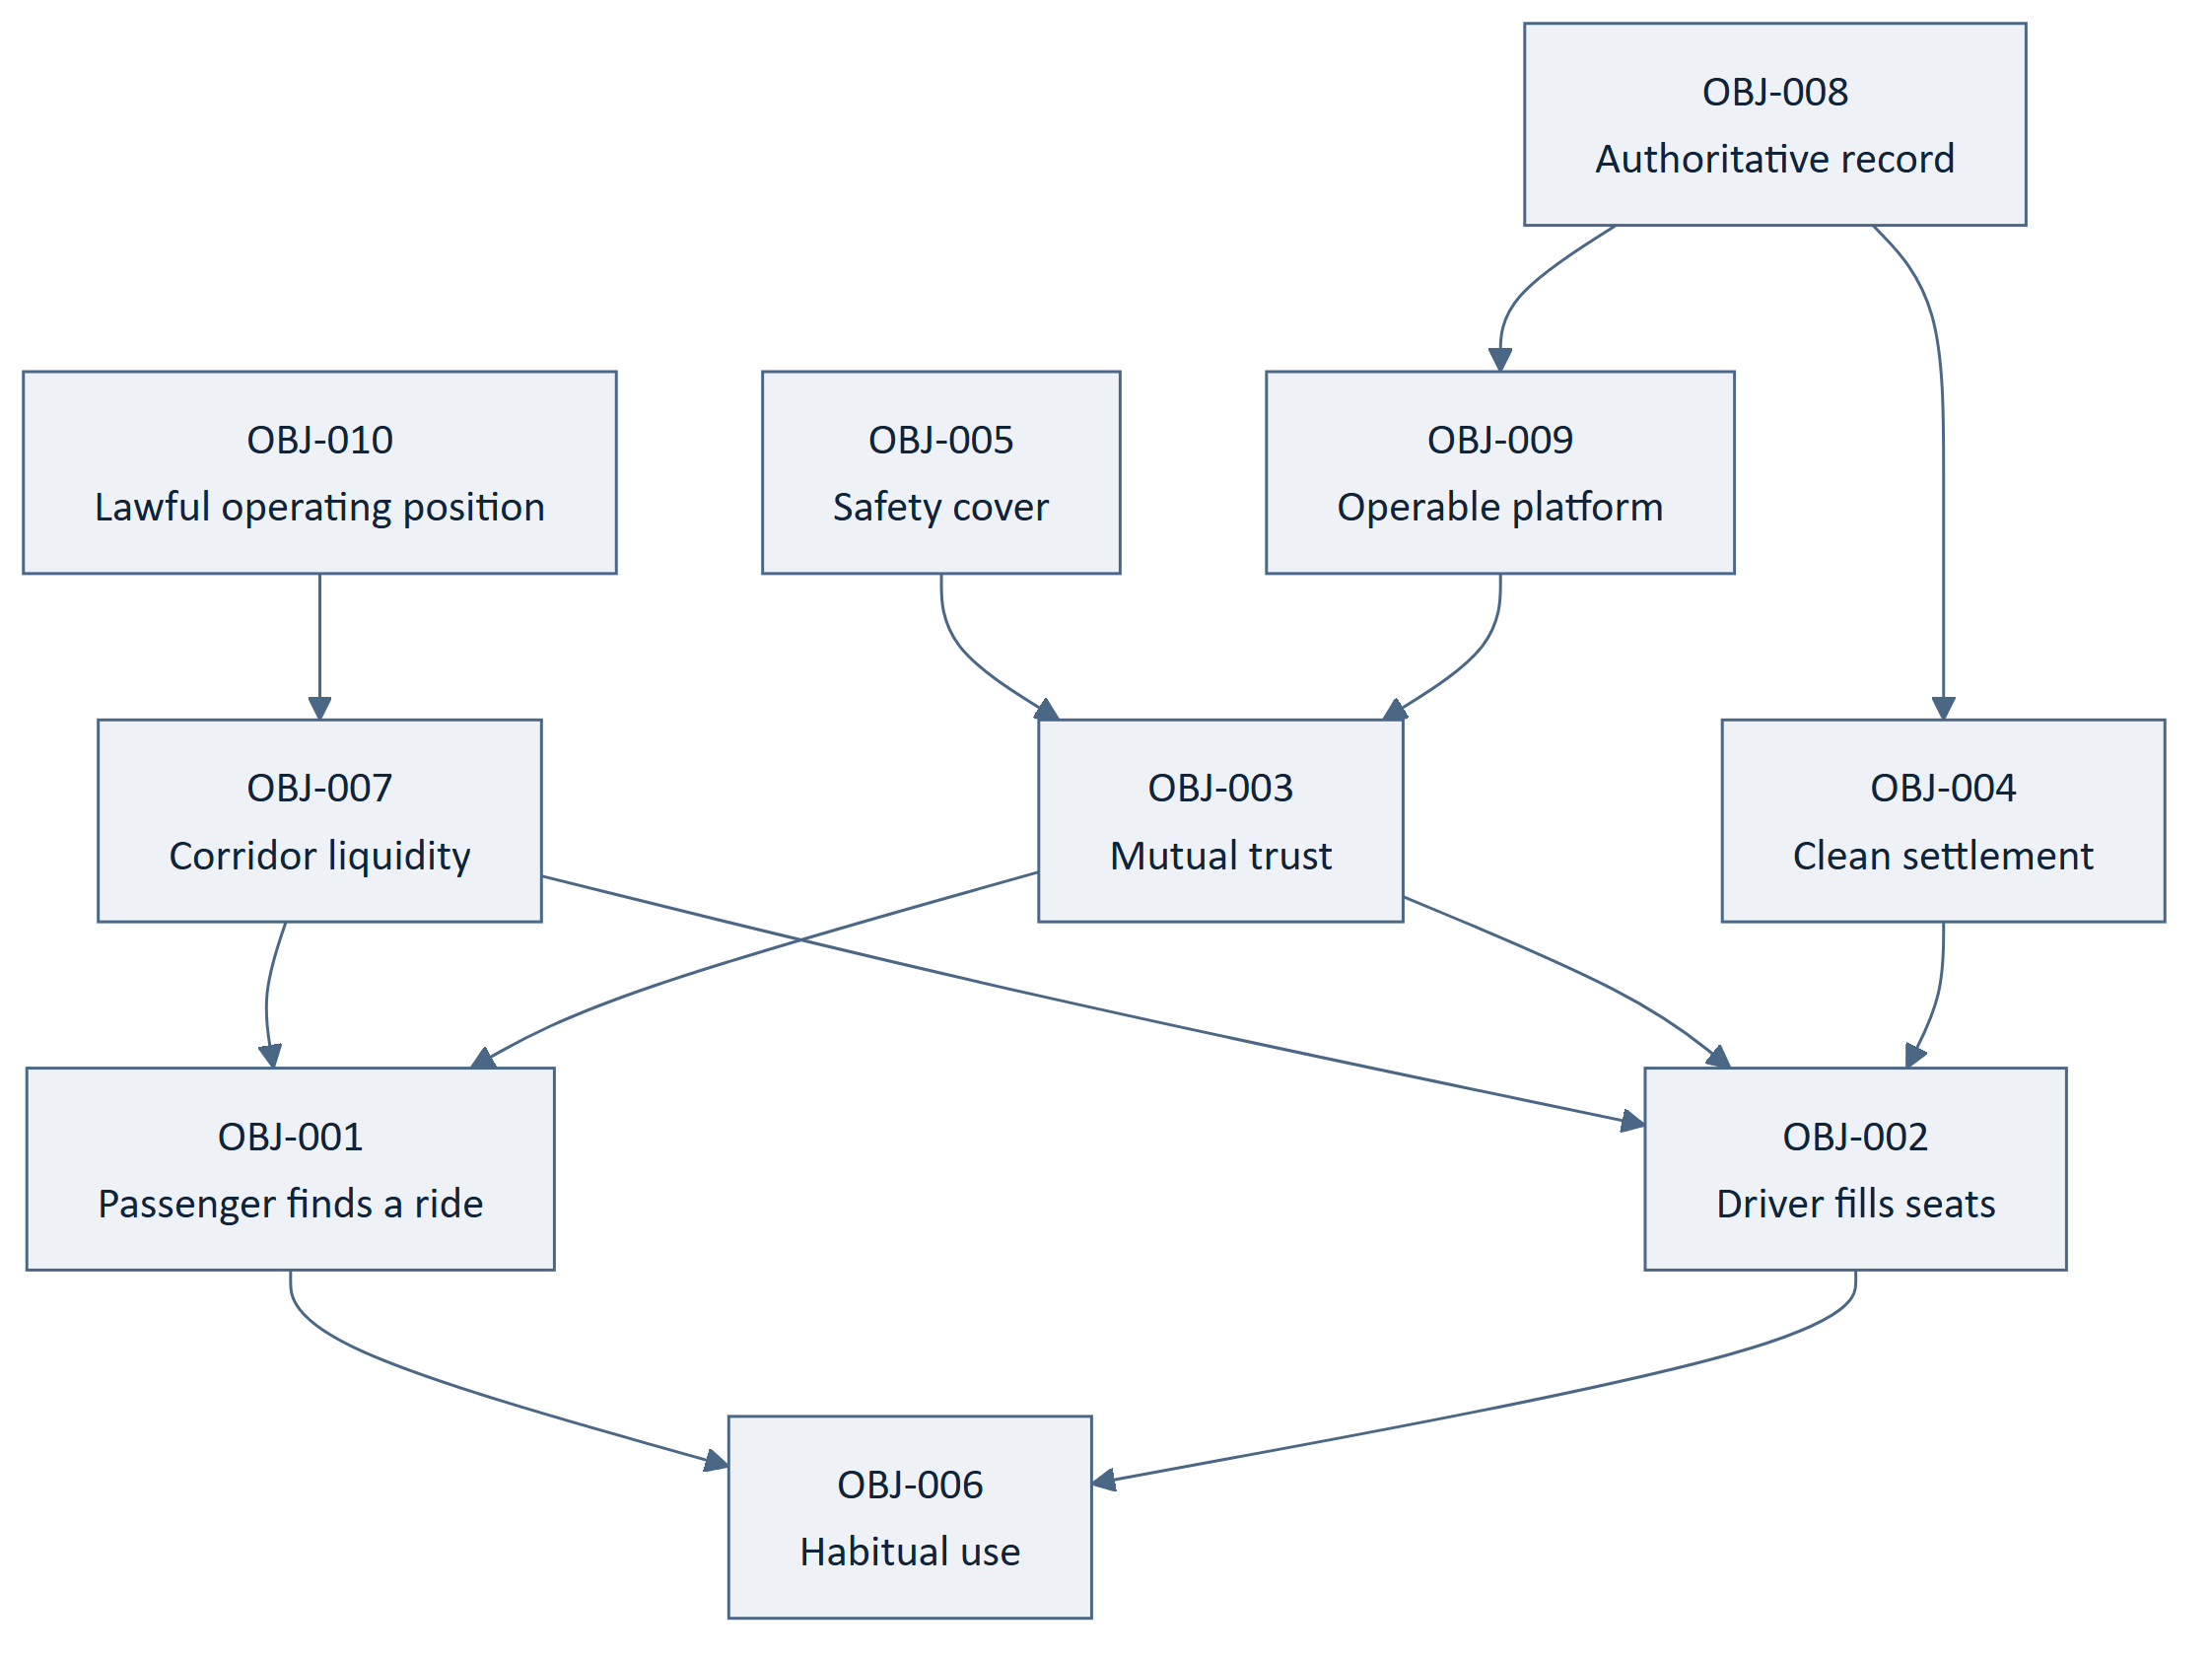 OBJ-008
Authoritative record
OBJ-010
Lawful operating position
OBJ-005
Safety cover
OBJ-009
Operable platform
OBJ-007
Corridor liquidity
OBJ-003
Mutual trust
OBJ-004
Clean settlement
OBJ-001
Passenger finds a ride
OBJ-002
Driver fills seats
OBJ-006
Habitual use